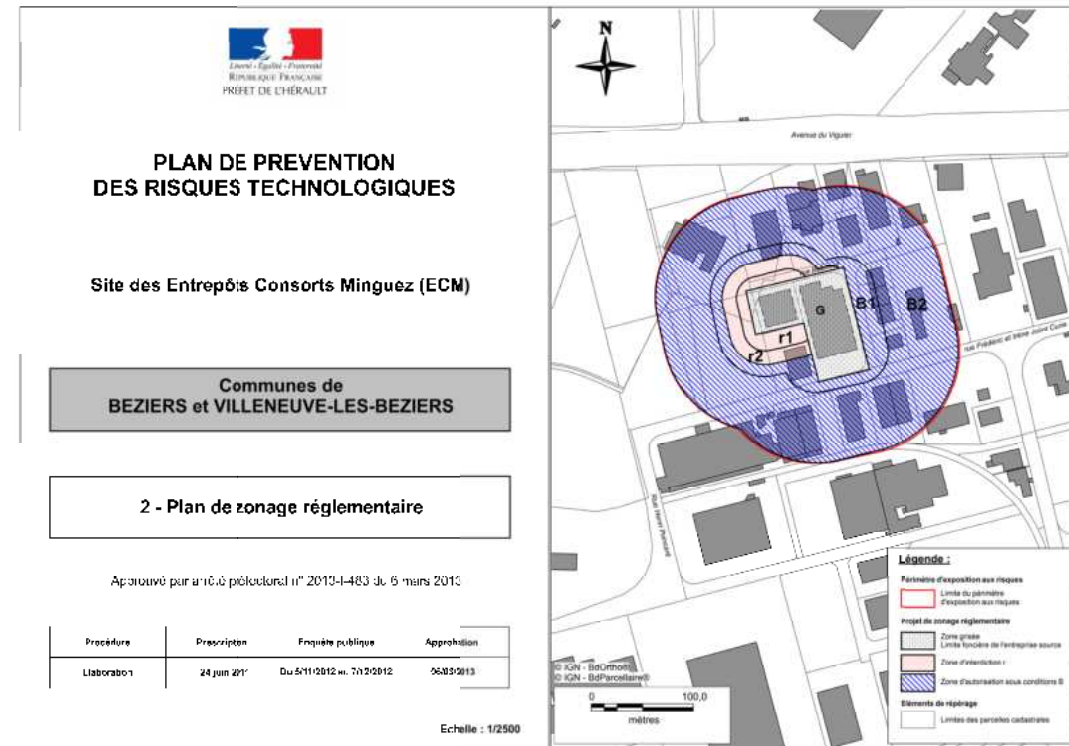 Liberté • Égalité • Fraternité
RÉPUBLIQUE FRANÇAISE
PRÉFET DE L'HÉRAULT
PLAN DE PREVENTION
DES RISQUES TECHNOLOGIQUES
Site des Entrepôts Consorts Minguez (ECM)
Communes de
BEZIERS et VILLENEUVE-LES-BEZIERS
2 - Plan de zonage réglementaire
Approuvé par arrêté préfectoral n° 2013-I-483 du 6 mars 2013
Procédure Prescription Enquête publique Approbation
Elaboration 24 juin Du 5/11/2012 au 7/12/2012 06/03/2013
Echelle : 1/2500
N
Avenue du Viguier
G
B1
B2
r1
r2
rue Frédéric et Irène Joliot Curie
Rue Henri
Légende :
Périmètre d'exposition aux risques
Limite du périmètre
d'exposition aux risques
Projet de zonage réglementaire
Zone grisée
Limite foncière de l'entreprise source
Zone d'interdiction r
Zone d'autorisation sous conditions B
Eléments de répérage
Limites des parcelles cadastrales
© IGN - BdOrtho®
© IGN - BdParcellaire®
0 100,0
mètres